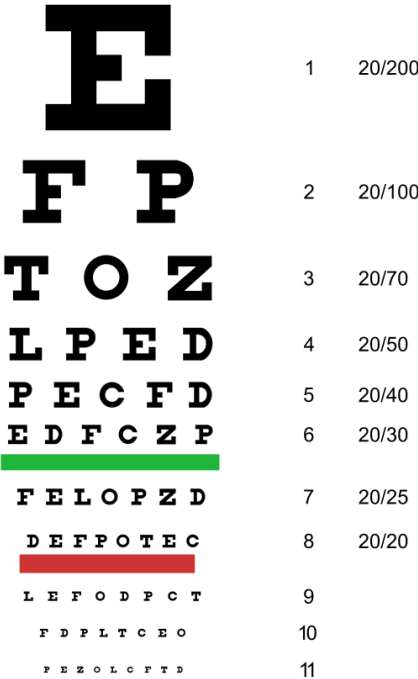 E 1 20/200
F P 2 20/100
T O Z 3 20/70
L P E D 4 20/50
P E C F D 5 20/40
E D F C Z P 6 20/30
F E L O P Z D 7 20/25
D E F P O T E C 8 20/20
L E F O D P C T 9
F D P L T C E O 10
P E Z O L C F T D 11